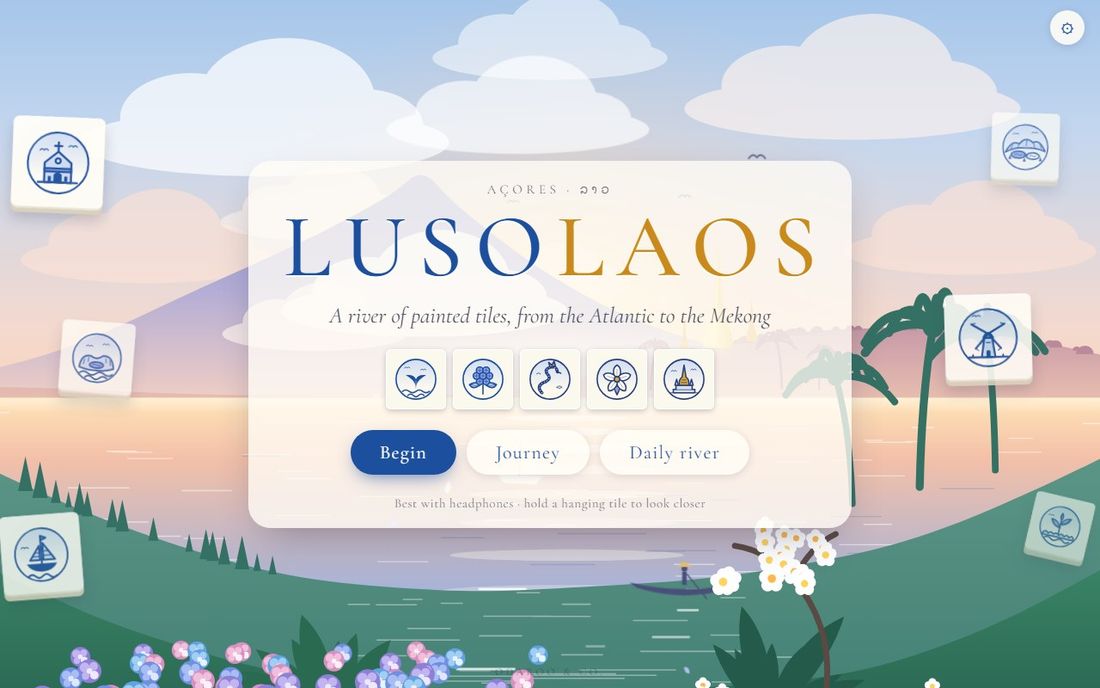 AÇORES · ລາວ
LUSOLAOS
A river of painted tiles, from the Atlantic to the Mekong
Begin
Journey
Daily river
Best with headphones · hold a hanging tile to look closer